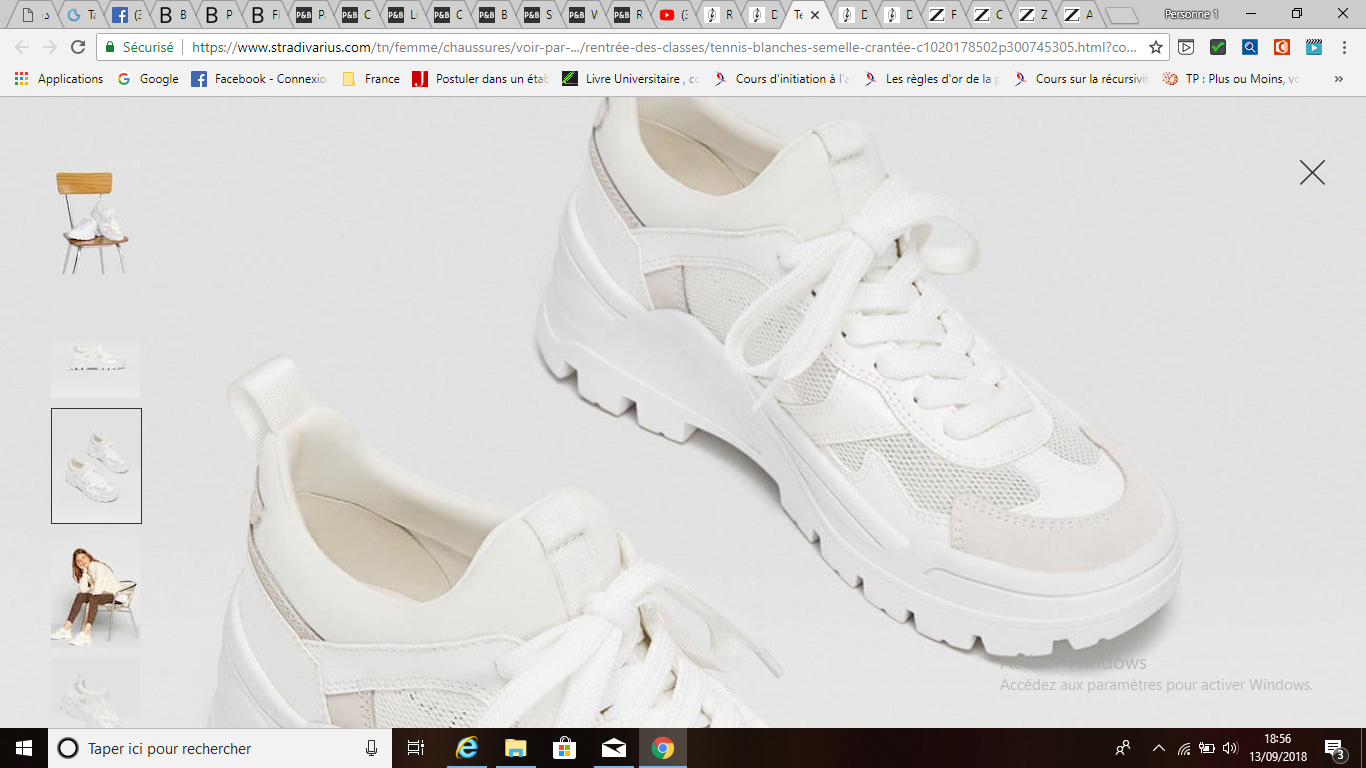 Te
Personne 1
Sécurisé
https://www.stradivarius.com/tn/femme/chaussures/voir-par-.../rentrée-des-classes/tennis-blanches-semelle-crantée-c1020178502p300745305.html?co...
Applications
Google
Facebook - Connexio
France
Postuler dans un étab
Livre Universitaire , co
Cours d'initiation à l'a
Les règles d'or de la p
Cours sur la récursivit
TP : Plus ou Moins, vo
»
Accédez aux paramètres pour activer Windows.
Taper ici pour rechercher
18:56
13/09/2018
3